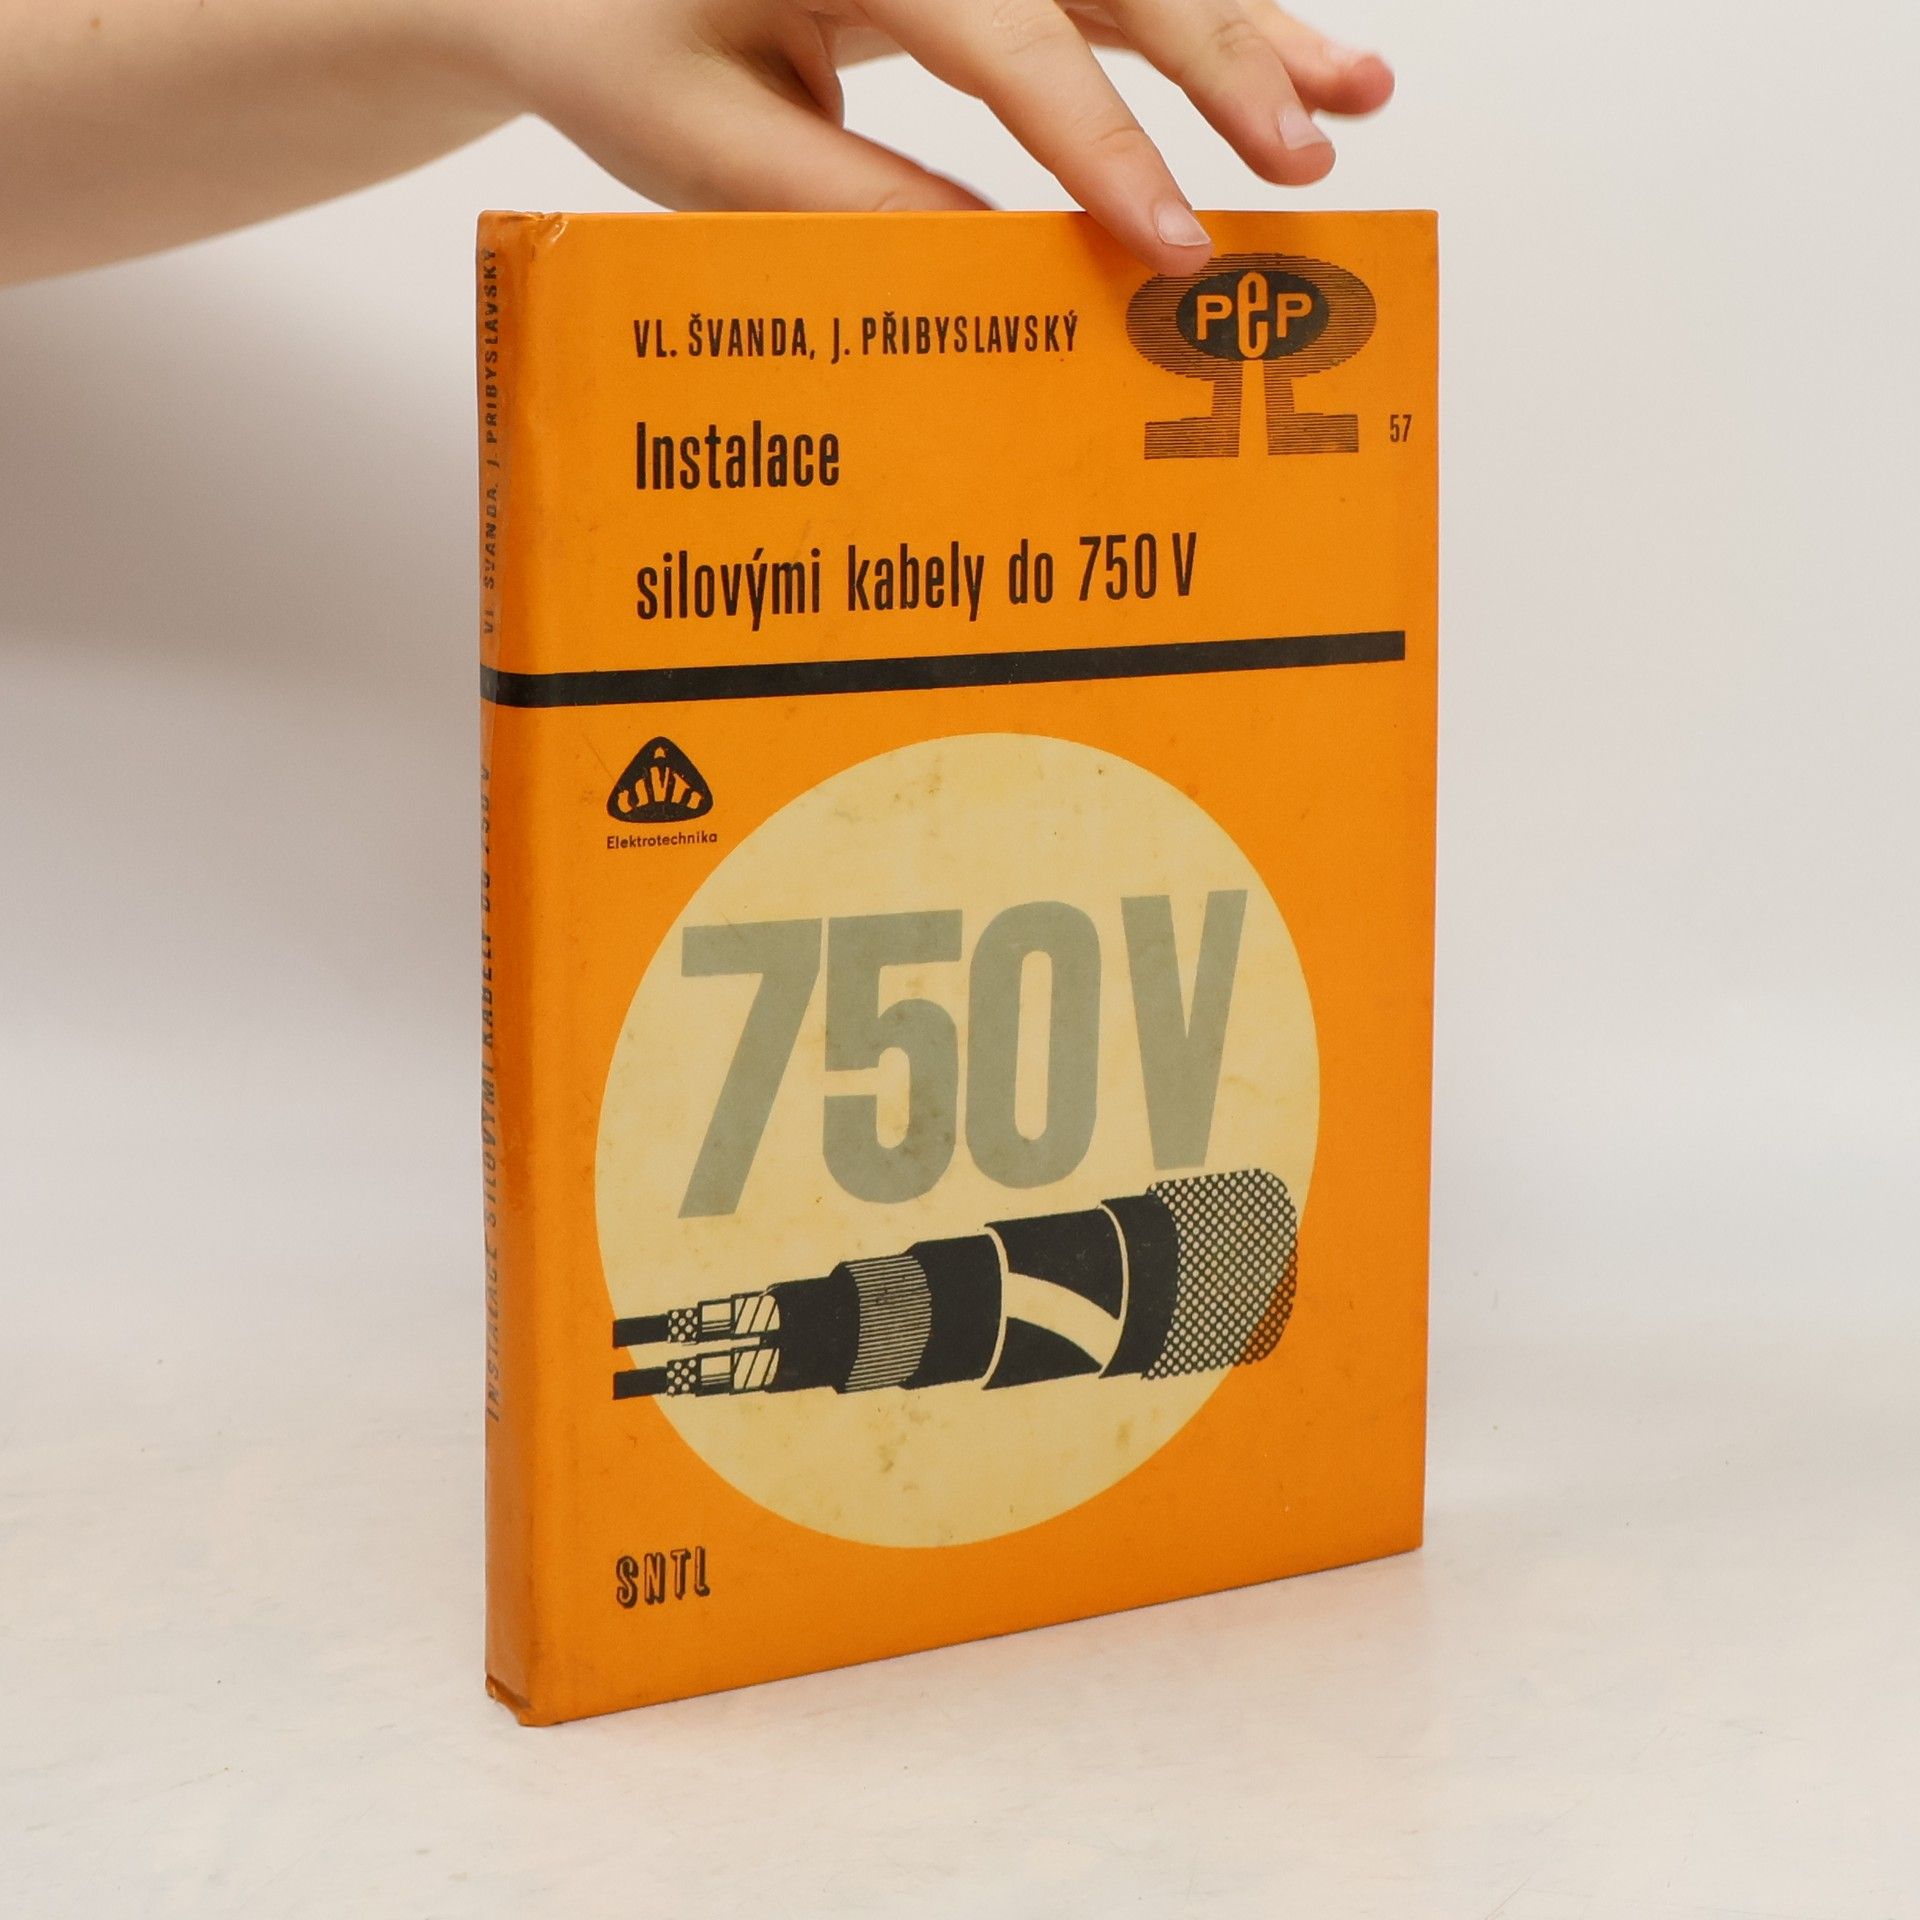 VL. ŠVANDA, J. PŘIBYSLAVSKÝ
PeP
57
Instalace
silovými kabely do 750 V
ČSVTS
Elektrotechnika
750V
SNTL
VL. ŠVANDA, J. PŘIBYSLAVSKÝ
INSTALACE SILOVÝMI KABELY DO 750 V